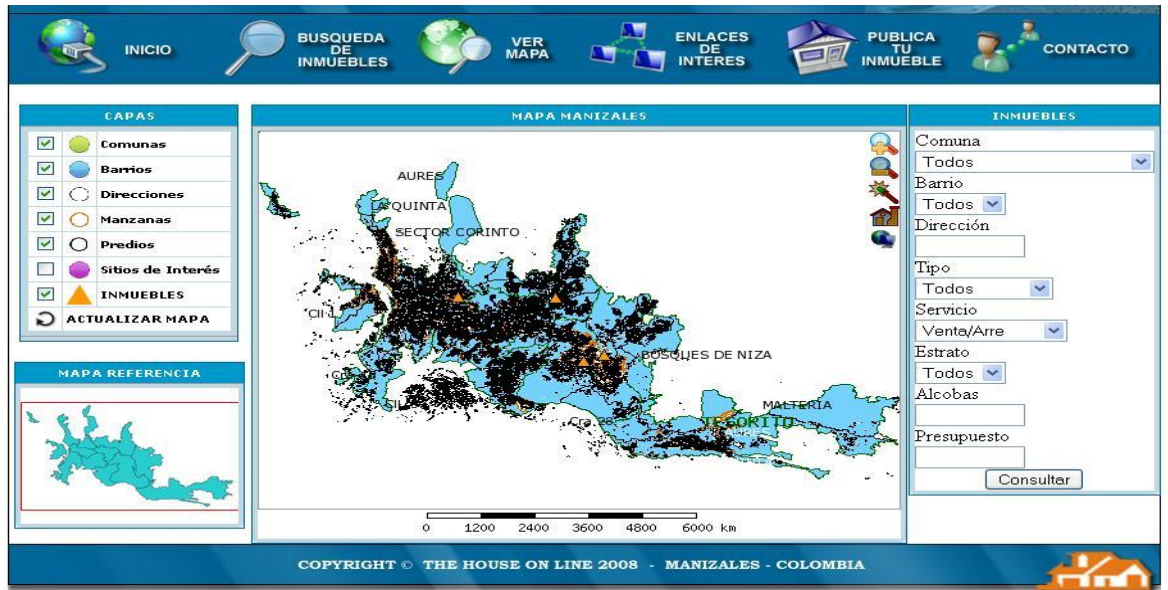 INICIO
BUSQUEDA
DE
INMUEBLES
VER
MAPA
ENLACES
DE
INTERES
PUBLICA
TU
INMUEBLE
CONTACTO
CAPAS
Comunas
Barrios
Direcciones
Manzanas
Predios
Sitios de Interés
INMUEBLES
ACTUALIZAR MAPA
MAPA REFERENCIA
MAPA MANIZALES
AURES
LA QUINTA
SECTOR CORINTO
BOSQUES DE NIZA
MALTERIA
TESORITO
0 1200 2400 3600 4800 6000 km
INMUEBLES
Comuna
Todos
Barrio
Todos
Dirección
Tipo
Todos
Servicio
Venta/Arre
Estrato
Todos
Alcobas
Presupuesto
Consultar
COPYRIGHT © THE HOUSE ON LINE 2008 - MANIZALES - COLOMBIA